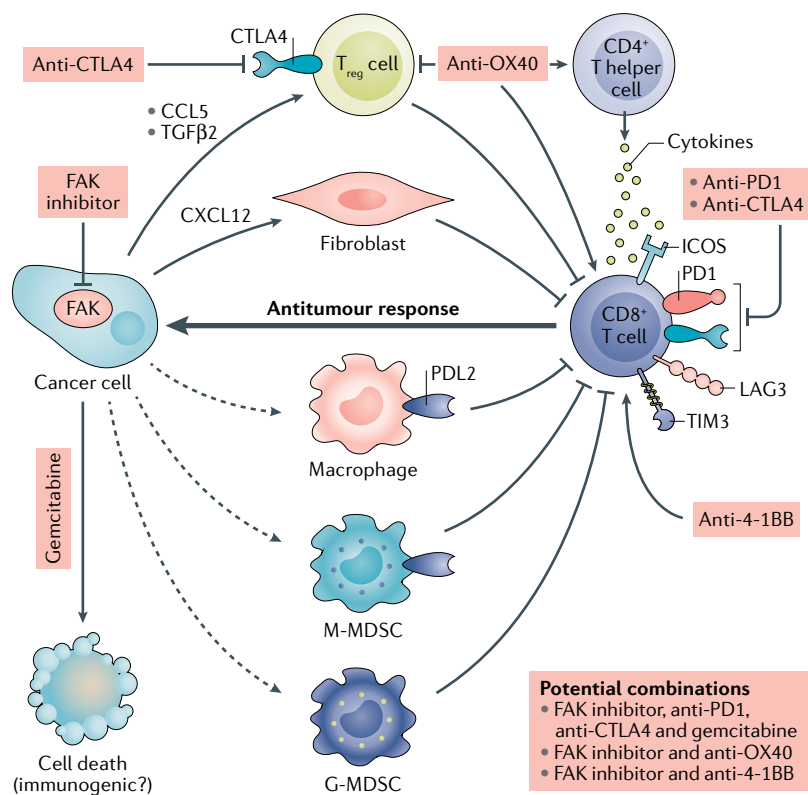 CTLA4
Anti-CTLA4
T reg cell
Anti-OX40
CD4⁺
T helper
cell
• CCL5
• TGFβ2
Cytokines
FAK
inhibitor
• Anti-PD1
• Anti-CTLA4
CXCL12
Fibroblast
ICOS
PD1
FAK
Antitumour response
CD8⁺
T cell
Cancer cell
PDL2
LAG3
TIM3
Macrophage
Gemcitabine
Anti-4-1BB
M-MDSC
Cell death
(immunogenic?)
G-MDSC
Potential combinations
• FAK inhibitor, anti-PD1,
anti-CTLA4 and gemcitabine
• FAK inhibitor and anti-OX40
• FAK inhibitor and anti-4-1BB